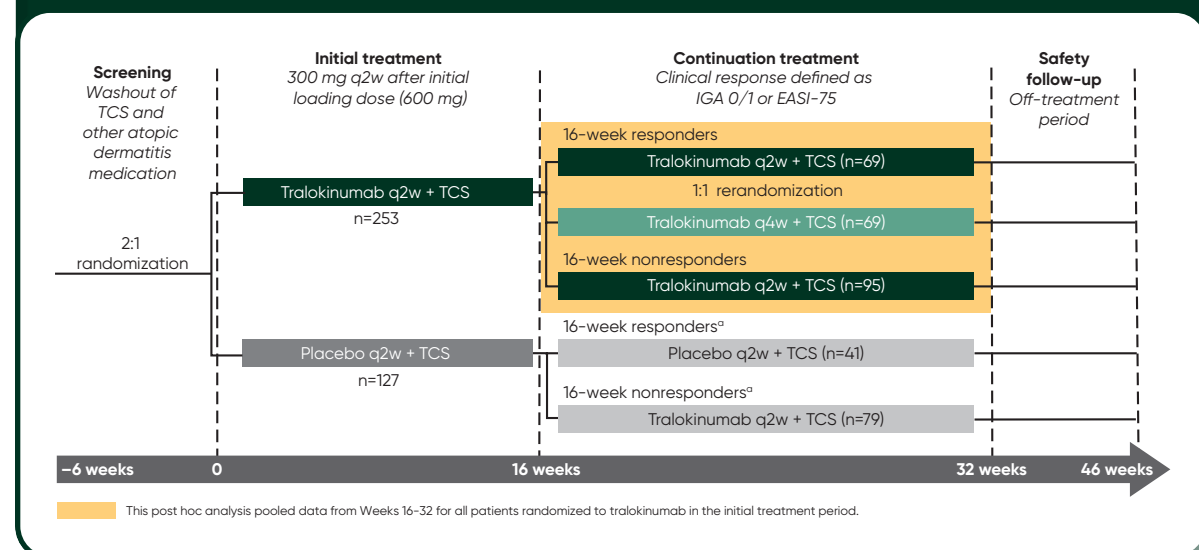 Screening
Washout of
TCS and
other atopic
dermatitis
medication
Initial treatment
300 mg q2w after initial
loading dose (600 mg)
Continuation treatment
Clinical response defined as
IGA 0/1 or EASI-75
Safety
follow-up
Off-treatment
period
2:1
randomization
Tralokinumab q2w + TCS
n=253
16-week responders
Tralokinumab q2w + TCS (n=69)
1:1 rerandomization
Tralokinumab q4w + TCS (n=69)
16-week nonresponders
Tralokinumab q2w + TCS (n=95)
Placebo q2w + TCS
n=127
16-week respondersᵃ
Placebo q2w + TCS (n=41)
16-week nonrespondersᵃ
Tralokinumab q2w + TCS (n=79)
–6 weeks 0 16 weeks 32 weeks 46 weeks
This post hoc analysis pooled data from Weeks 16-32 for all patients randomized to tralokinumab in the initial treatment period.